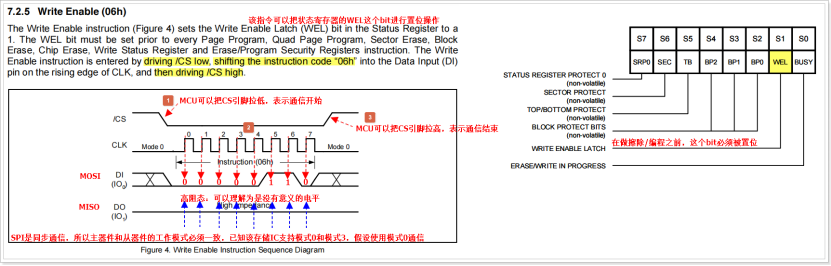 7.2.5 Write Enable (06h)
该指令可以把状态寄存器的WEL这个bit进行置位操作
The Write Enable instruction (Figure 4) sets the Write Enable Latch (WEL) bit in the Status Register to a
1. The WEL bit must be set prior to every Page Program, Quad Page Program, Sector Erase, Block
Erase, Chip Erase, Write Status Register and Erase/Program Security Registers instruction. The Write
Enable instruction is entered by driving /CS low, shifting the instruction code “06h” into the Data Input (DI)
pin on the rising edge of CLK, and then driving /CS high.
1
MCU可以把CS引脚拉低，表示通信开始
3
/CS
MCU可以把CS引脚拉高，表示通信结束
2
0 1 2 3 4 5 6 7
CLK
Mode 0
Mode 0
Instruction (06h)
MOSI
DI
(IO₀)
0 0 0 0 0 1 1 0
高阻态：可以理解为是没有意义的电平
High Impedance
MISO
DO
(IO₁)
SPI是同步通信，所以主器件和从器件的工作模式必须一致，已知该存储IC支持模式0和模式3，假设使用模式0通信
Figure 4. Write Enable Instruction Sequence Diagram
S7 S6 S5 S4 S3 S2 S1 S0
SRP0 SEC TB BP2 BP1 BP0 WEL BUSY
STATUS REGISTER PROTECT 0
(non-volatile)
SECTOR PROTECT
(non-volatile)
TOP/BOTTOM PROTECT
(non-volatile)
BLOCK PROTECT BITS
(non-volatile)
在做擦除/编程之前，这个bit必须被置位
WRITE ENABLE LATCH
ERASE/WRITE IN PROGRESS